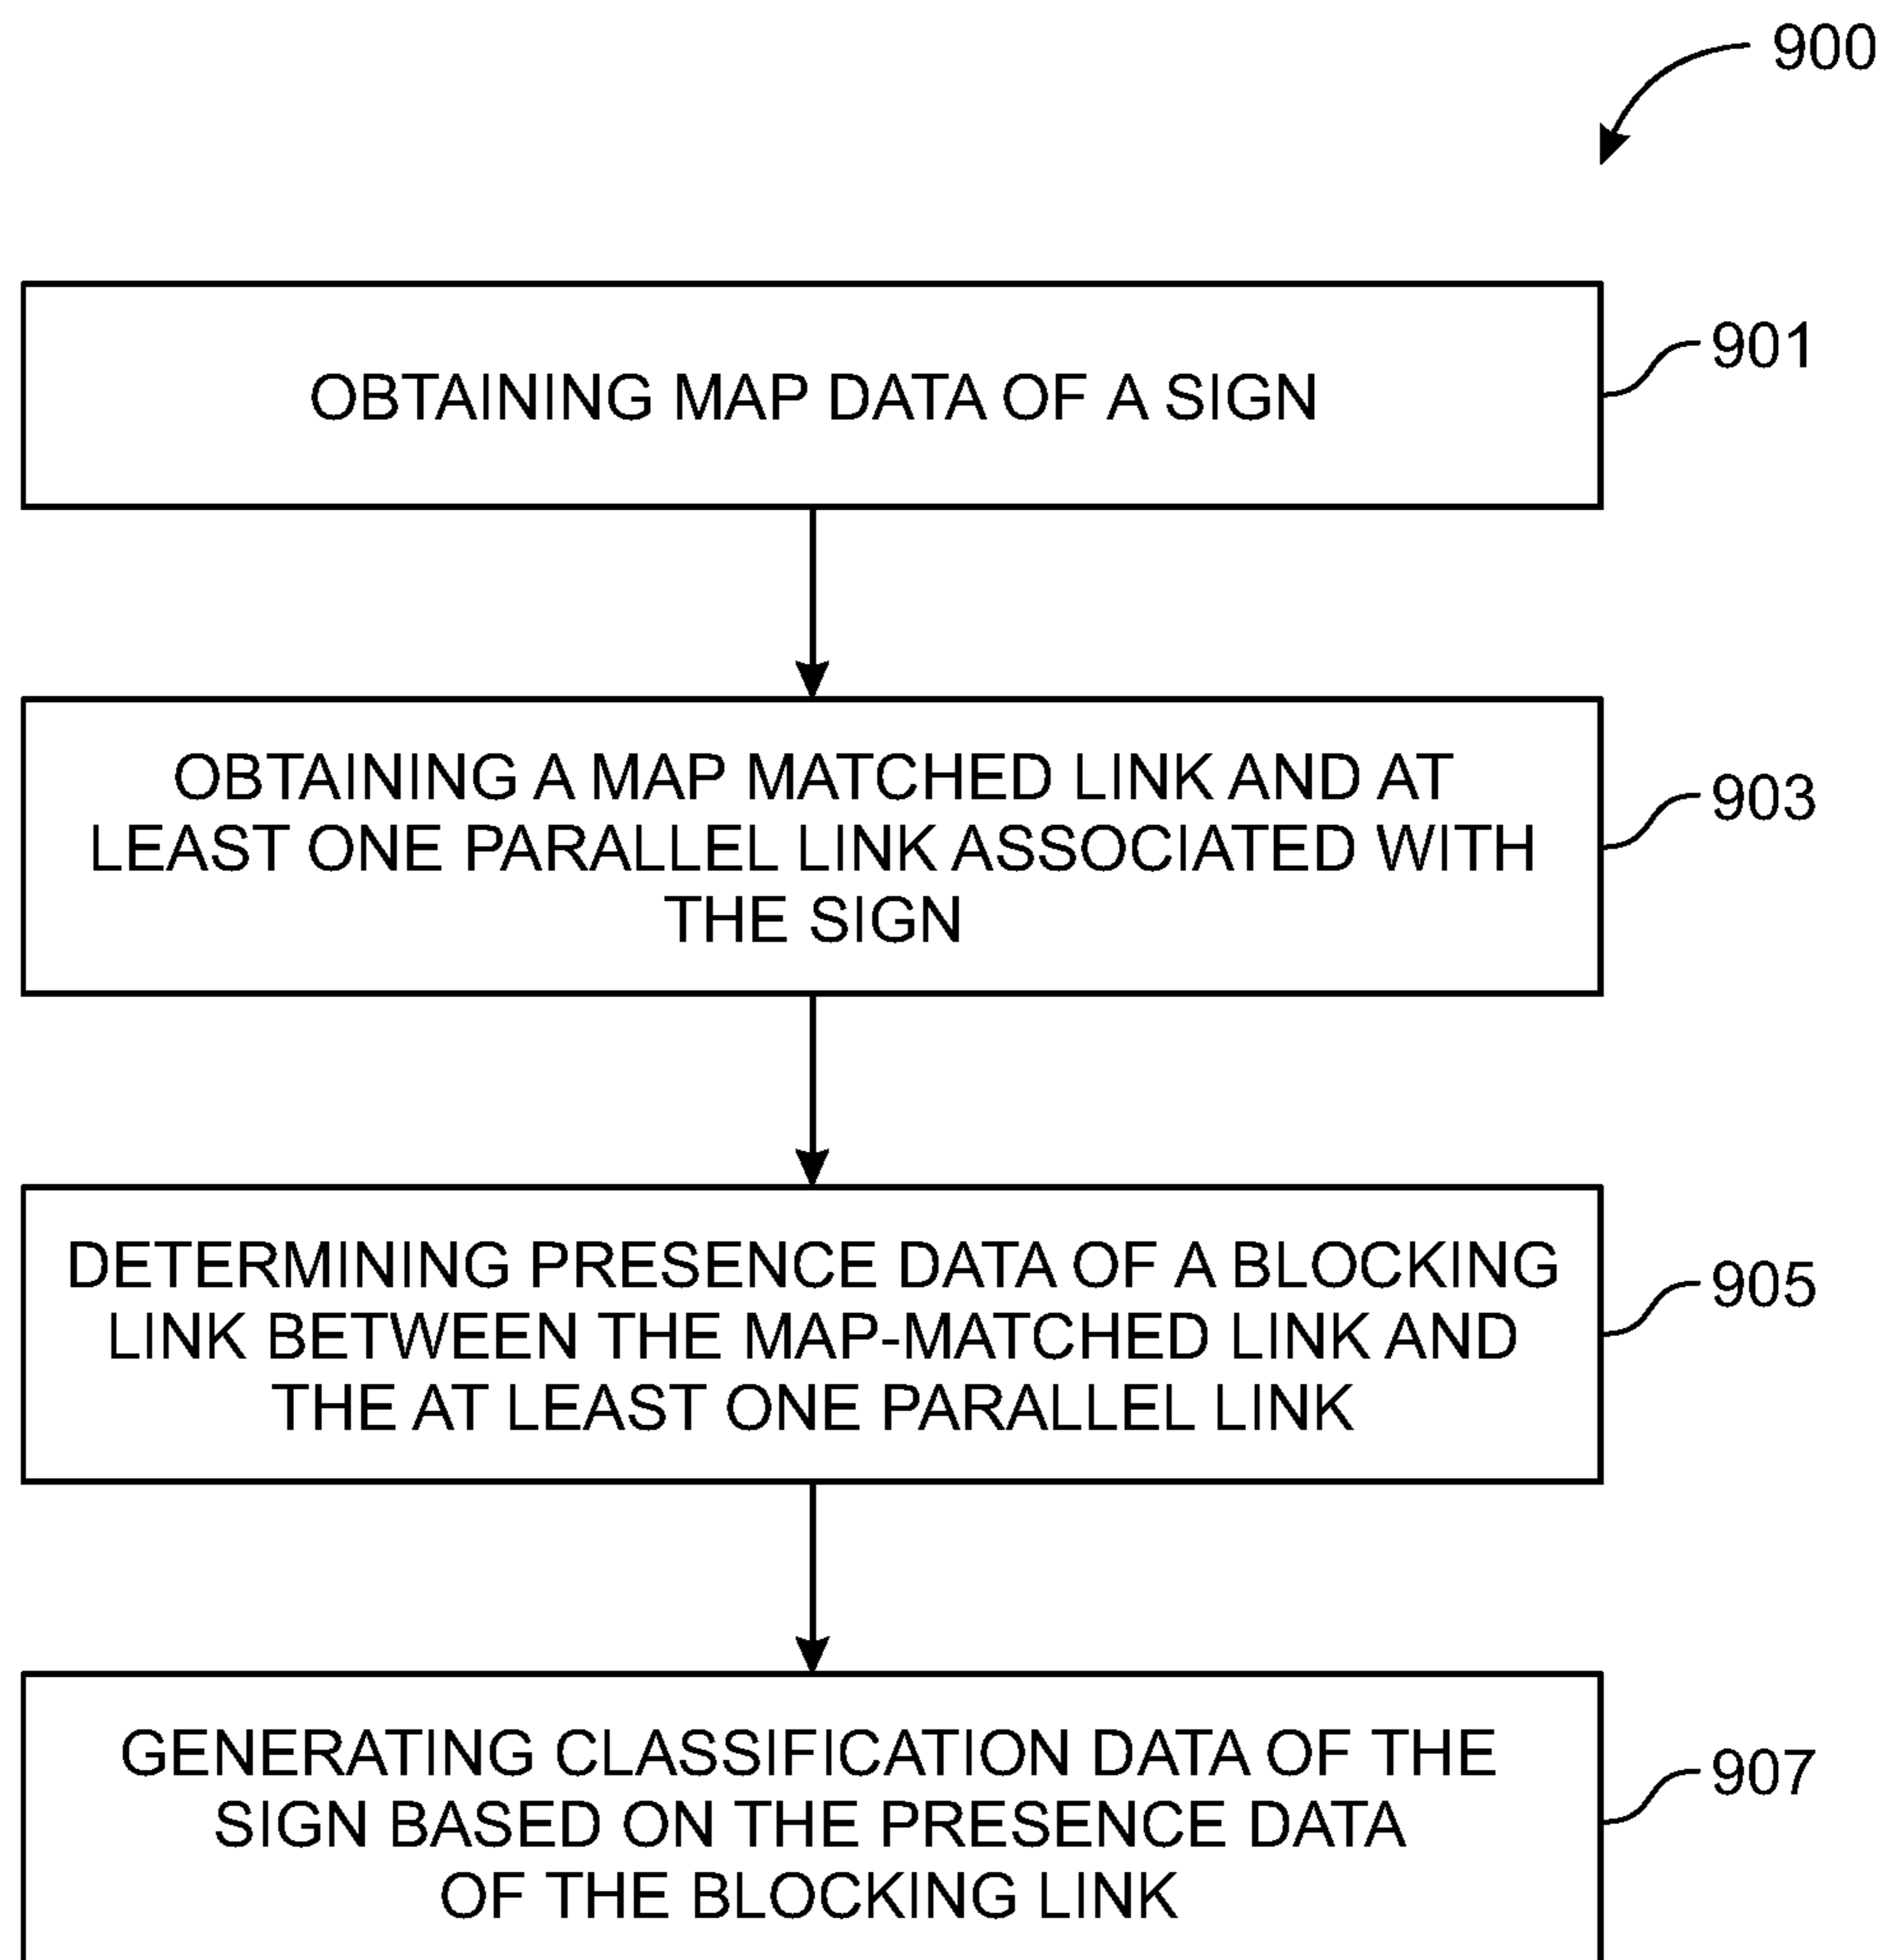 900
OBTAINING MAP DATA OF A SIGN
901
OBTAINING A MAP MATCHED LINK AND AT
LEAST ONE PARALLEL LINK ASSOCIATED WITH
THE SIGN
903
DETERMINING PRESENCE DATA OF A BLOCKING
LINK BETWEEN THE MAP-MATCHED LINK AND
THE AT LEAST ONE PARALLEL LINK
905
GENERATING CLASSIFICATION DATA OF THE
SIGN BASED ON THE PRESENCE DATA
OF THE BLOCKING LINK
907